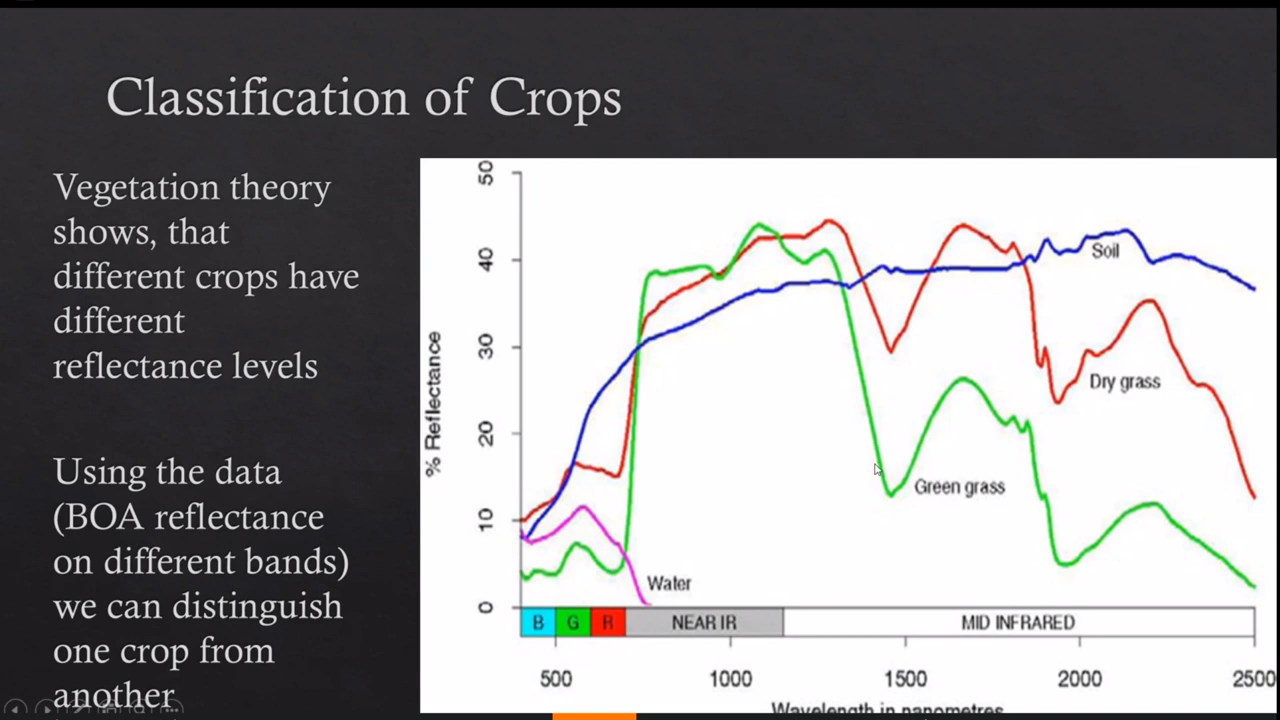 Classification of Crops
Vegetation theory
shows, that
different crops have
different
reflectance levels
Using the data
(BOA reflectance
on different bands)
we can distinguish
one crop from
another
% Reflectance
50
40
30
20
10
0
Soil
Dry grass
Green grass
Water
B G R NEAR IR MID INFRARED
500 1000 1500 2000 2500
Wavelength in nanometres